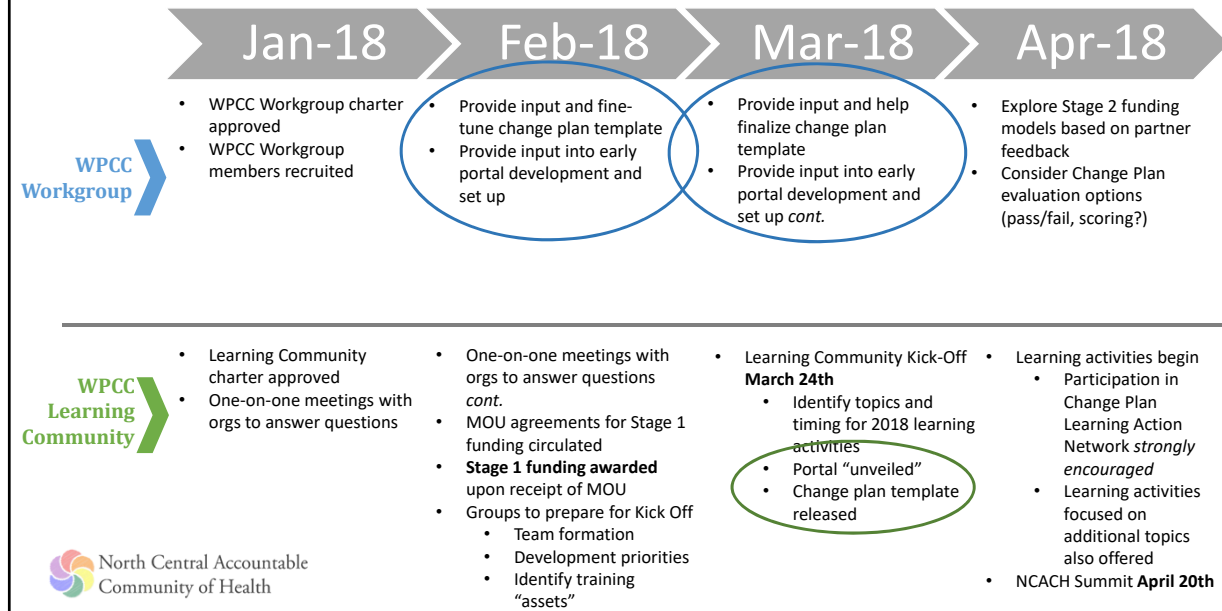 Jan-18
Feb-18
Mar-18
Apr-18
WPCC
Workgroup
• WPCC Workgroup charter
approved
• WPCC Workgroup
members recruited
• Provide input and fine-
tune change plan template
• Provide input into early
portal development and
set up
• Provide input and help
finalize change plan
template
• Provide input into early
portal development and
set up cont.
• Explore Stage 2 funding
models based on partner
feedback
• Consider Change Plan
evaluation options
(pass/fail, scoring?)
WPCC
Learning
Community
• Learning Community
charter approved
• One-on-one meetings with
orgs to answer questions
• One-on-one meetings with
orgs to answer questions
cont.
• MOU agreements for Stage 1
funding circulated
• Stage 1 funding awarded
upon receipt of MOU
• Groups to prepare for Kick Off
• Team formation
• Development priorities
• Identify training
"assets"
• Learning Community Kick-Off
March 24th
• Identify topics and
timing for 2018 learning
activities
• Portal "unveiled"
• Change plan template
released
• Learning activities begin
• Participation in
Change Plan
Learning Action
Network strongly
encouraged
• Learning activities
focused on
additional topics
also offered
• NCACH Summit April 20th
North Central Accountable
Community of Health